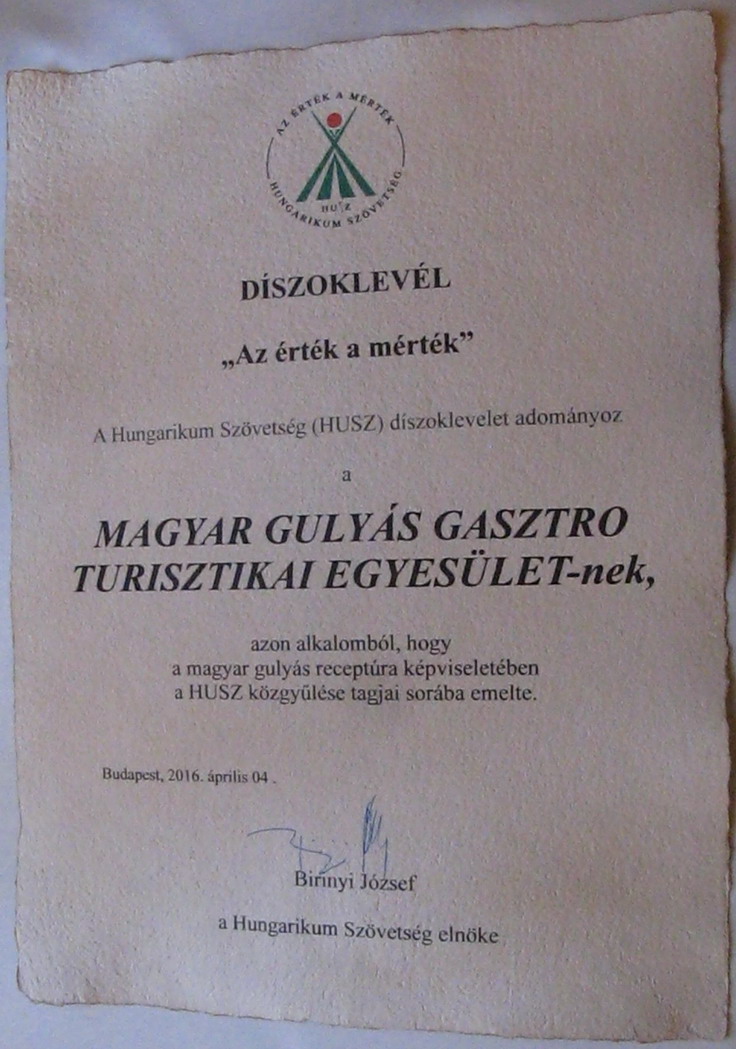 AZ ÉRTÉK A MÉRTÉK
HUSZ
HUNGARIKUM SZÖVETSÉG
DÍSZOKLEVÉL
„Az érték a mérték”
A Hungarikum Szövetség (HUSZ) díszoklevelet adományoz
a
MAGYAR GULYÁS GASZTRO
TURISZTIKAI EGYESÜLET-nek,
azon alkalomból, hogy
a magyar gulyás receptúra képviseletében
a HUSZ közgyűlése tagjai sorába emelte.
Budapest, 2016. április 04 .
Birinyi József
a Hungarikum Szövetség elnöke